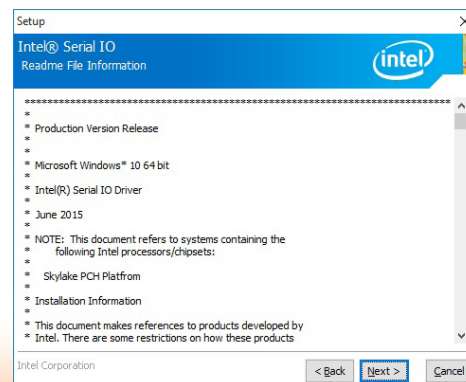 Setup
Intel® Serial IO
Readme File Information
intel
********************************************************************************
*
* Production Version Release
*
*
* Microsoft Windows* 10 64 bit
*
* Intel(R) Serial IO Driver
*
* June 2015
*
* NOTE: This document refers to systems containing the
* following Intel processors/chipsets:
*
* Skylake PCH Platfrom
*
* Installation Information
*
* This document makes references to products developed by
* Intel. There are some restrictions on how these products
Intel Corporation
< Back
Next >
Cancel